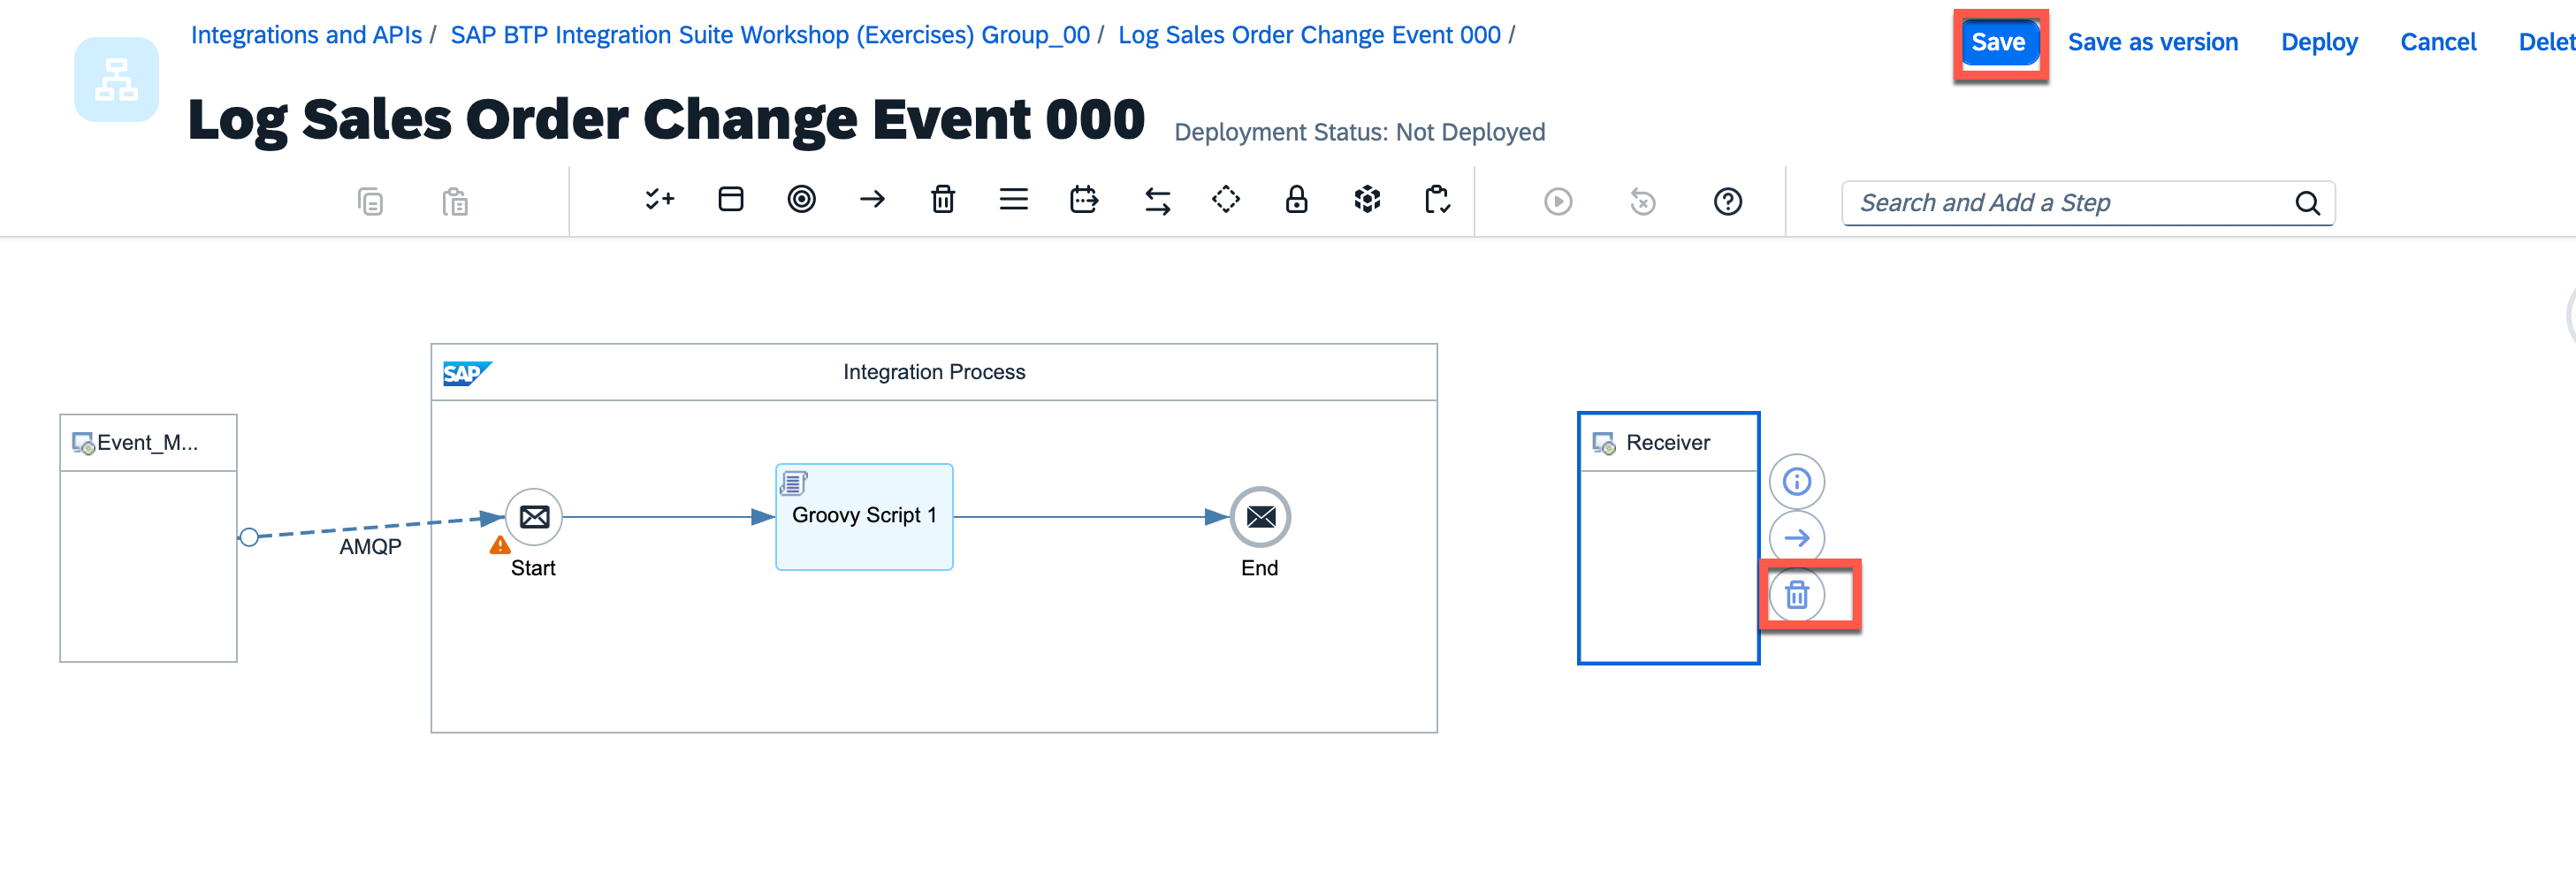 Integrations and APIs / SAP BTP Integration Suite Workshop (Exercises) Group_00 / Log Sales Order Change Event 000 /
Save Save as version Deploy Cancel Delet
Log Sales Order Change Event 000 Deployment Status: Not Deployed
Search and Add a Step
SAP Integration Process
Event_M...
Receiver
Groovy Script 1
AMQP
Start
End